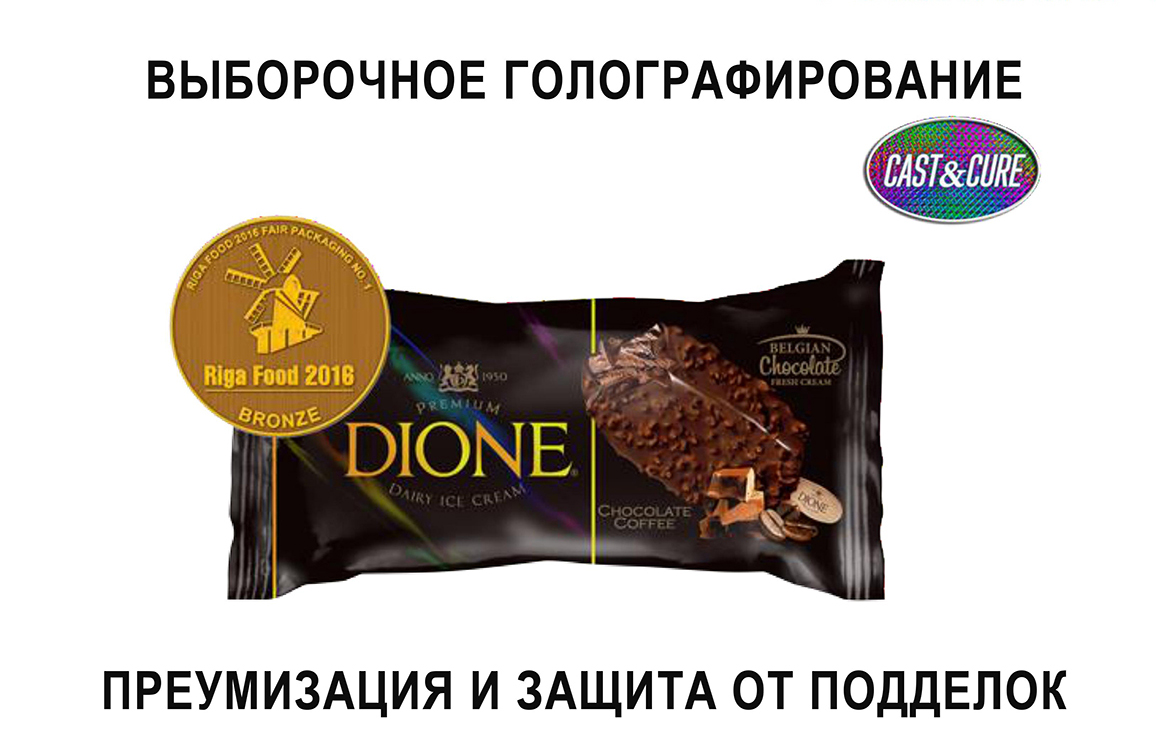 ВЫБОРОЧНОЕ ГОЛОГРАФИРОВАНИЕ
CAST&CURE
RIGA FOOD 2016 FAIR PACKAGING NO. 1
Riga Food 2016
BRONZE
ANNO 1950
PREMIUM
DIONE®
DAIRY ICE CREAM
BELGIAN
Chocolate
FRESH CREAM
CHOCOLATE
COFFEE
DIONE
ПРЕУМИЗАЦИЯ И ЗАЩИТА ОТ ПОДДЕЛОК